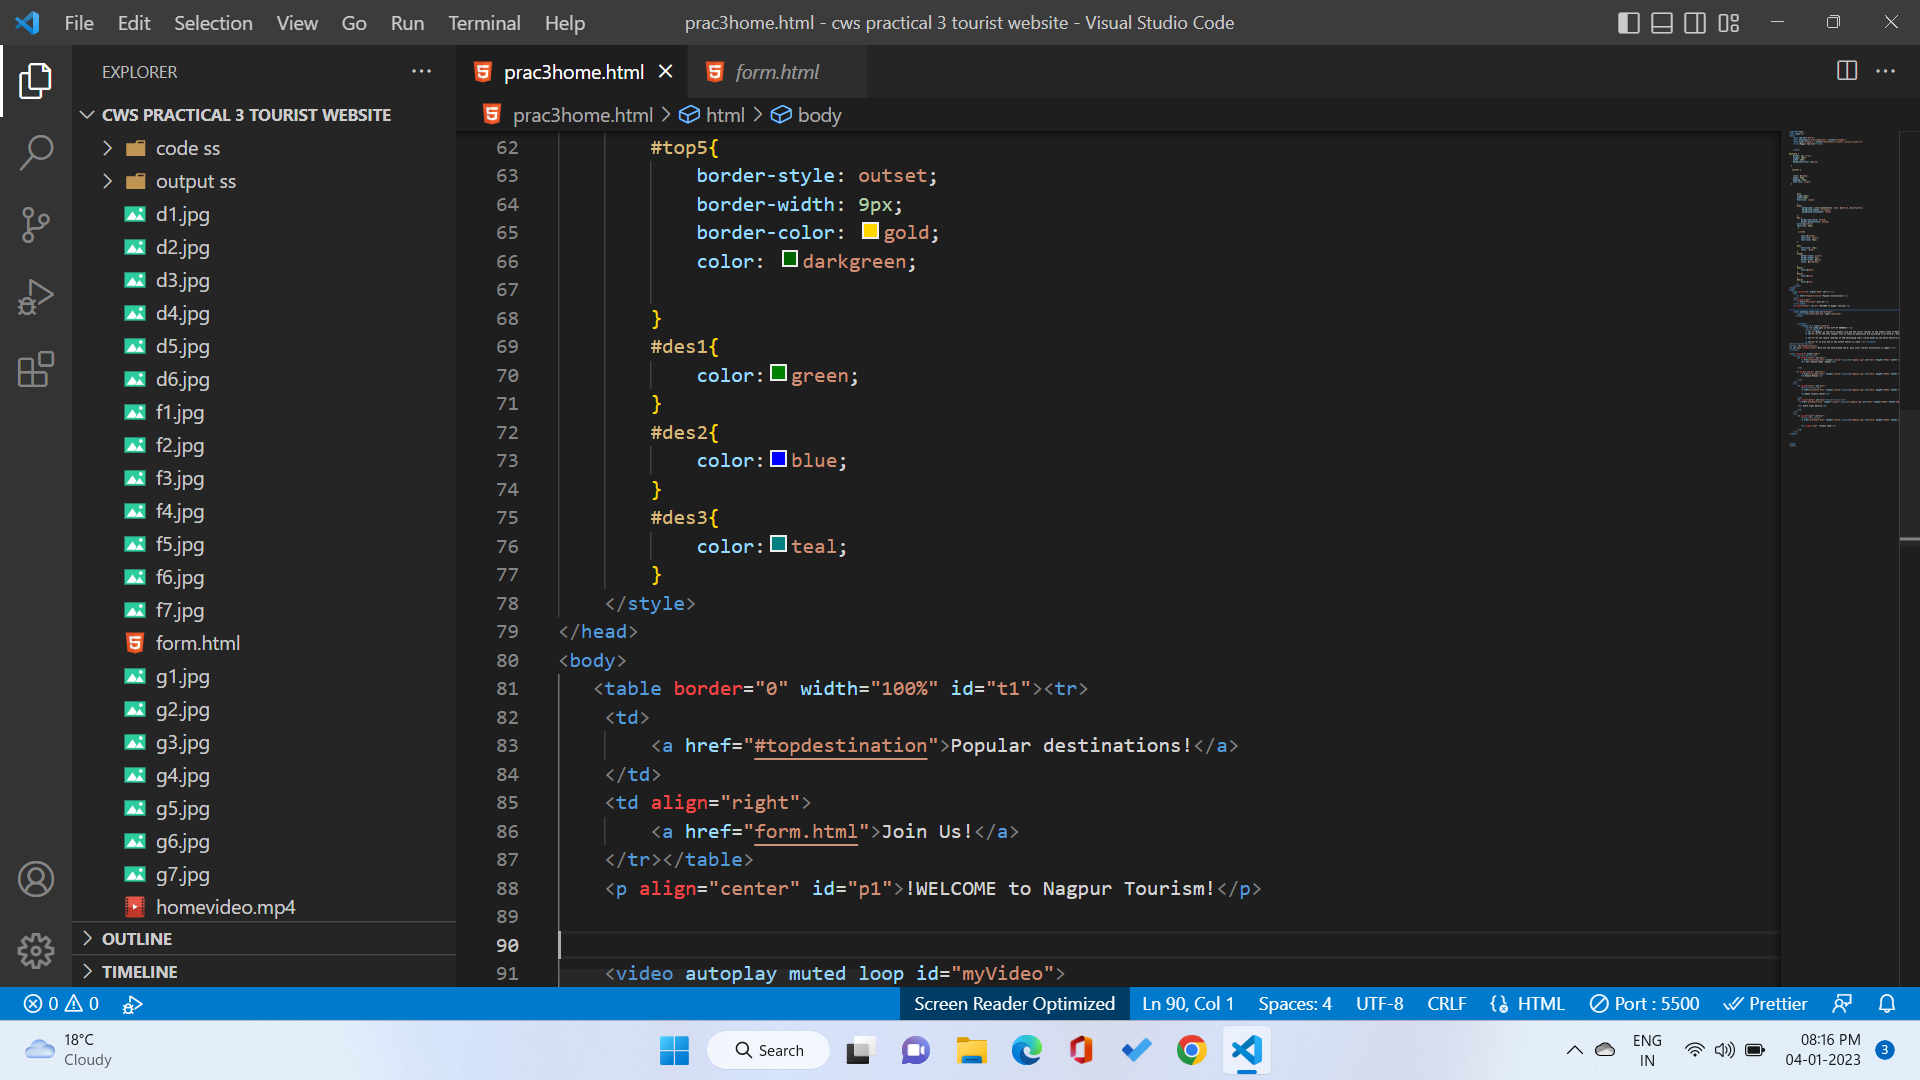 File Edit Selection View Go Run Terminal Help
prac3home.html - cws practical 3 tourist website - Visual Studio Code
EXPLORER
CWS PRACTICAL 3 TOURIST WEBSITE
code ss
output ss
d1.jpg
d2.jpg
d3.jpg
d4.jpg
d5.jpg
d6.jpg
f1.jpg
f2.jpg
f3.jpg
f4.jpg
f5.jpg
f6.jpg
f7.jpg
form.html
g1.jpg
g2.jpg
g3.jpg
g4.jpg
g5.jpg
g6.jpg
g7.jpg
homevideo.mp4
OUTLINE
TIMELINE
prac3home.html form.html
prac3home.html > html > body
62 #top5{
63 border-style: outset;
64 border-width: 9px;
65 border-color: gold;
66 color: darkgreen;
67
68 }
69 #des1{
70 color: green;
71 }
72 #des2{
73 color: blue;
74 }
75 #des3{
76 color: teal;
77 }
78 </style>
79 </head>
80 <body>
81 <table border="0" width="100%" id="t1"><tr>
82 <td>
83 <a href="#topdestination">Popular destinations!</a>
84 </td>
85 <td align="right">
86 <a href="form.html">Join Us!</a>
87 </tr></table>
88 <p align="center" id="p1">!WELCOME to Nagpur Tourism!</p>
89
90
91 <video autoplay muted loop id="myVideo">
0 0 Screen Reader Optimized Ln 90, Col 1 Spaces: 4 UTF-8 CRLF HTML Port : 5500 Prettier
18°C
Cloudy
Search
ENG
IN
08:16 PM
04-01-2023
3